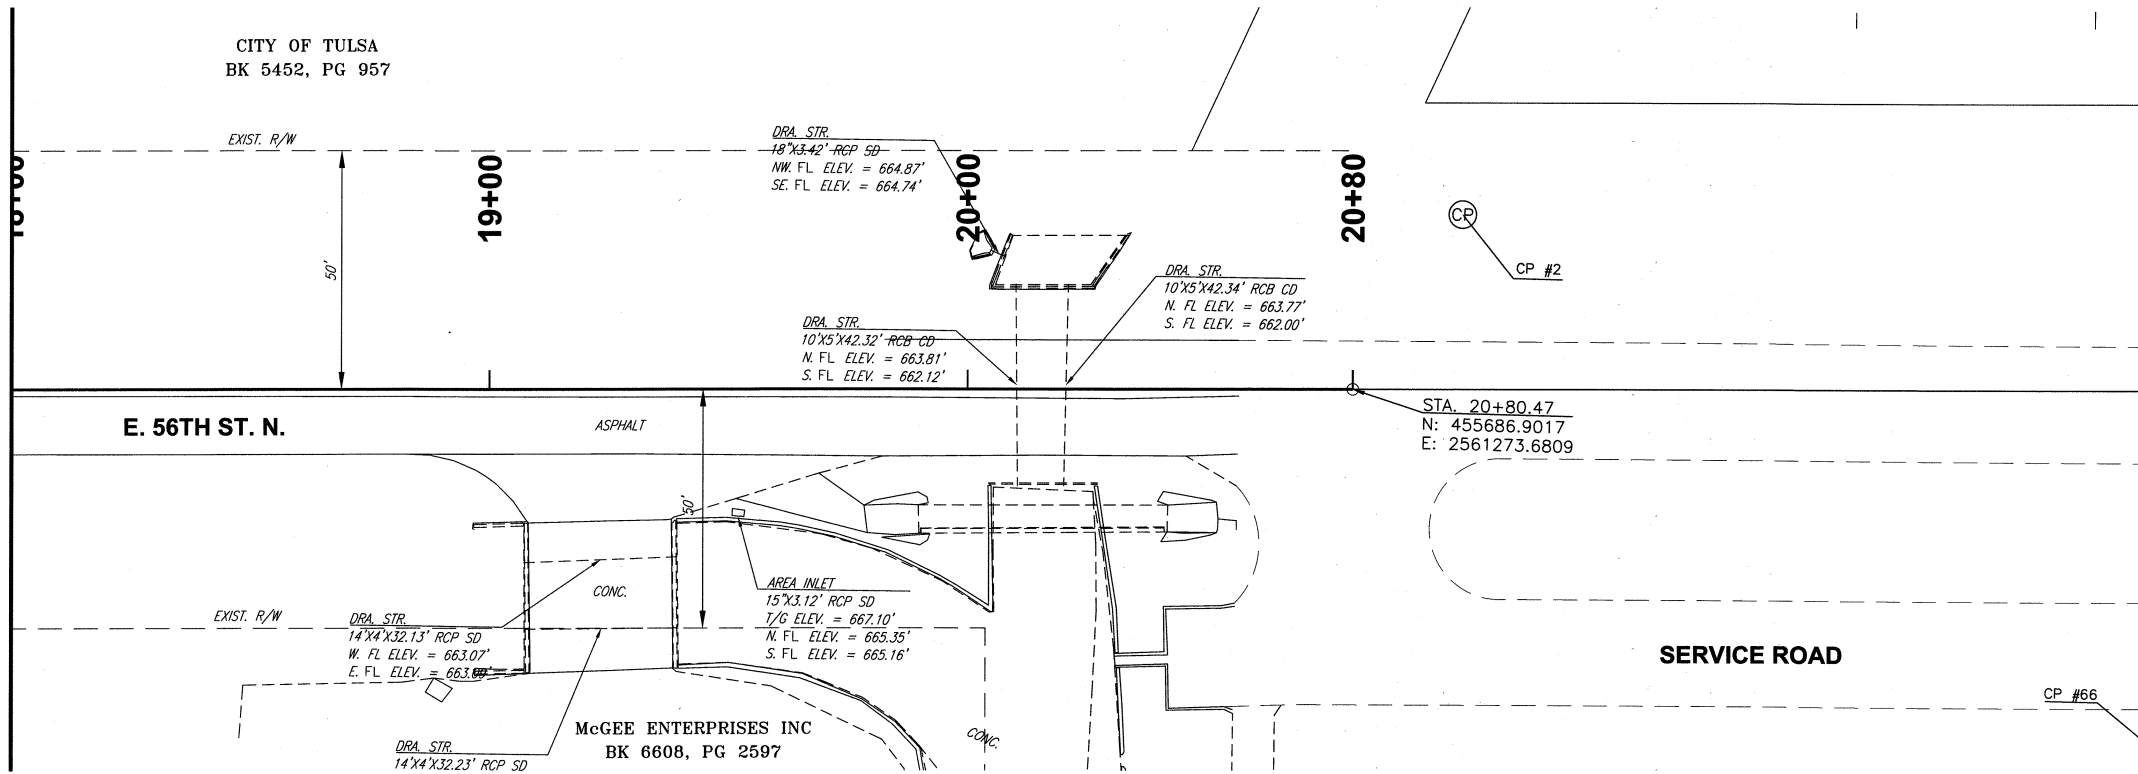 CITY OF TULSA
BK 5452, PG 957
EXIST. R/W
50'
19+00
20+00
20+80
DRA. STR.
18"X3.42' RCP SD
NW. FL ELEV. = 664.87'
SE. FL ELEV. = 664.74'
CP
CP #2
DRA. STR.
10'X5'X42.34' RCB CD
N. FL ELEV. = 663.77'
S. FL ELEV. = 662.00'
DRA. STR.
10'X5'X42.32' RCB CD
N. FL ELEV. = 663.81'
S. FL ELEV. = 662.12'
E. 56TH ST. N.
ASPHALT
STA. 20+80.47
N: 455686.9017
E: 2561273.6809
50'
EXIST. R/W
DRA. STR.
14'X4'X32.13' RCP SD
W. FL ELEV. = 663.07'
E. FL ELEV. =
CONC.
AREA INLET
15"X3.12' RCP SD
T/G ELEV. = 667.10'
N. FL ELEV. = 665.35'
S. FL ELEV. = 665.16'
SERVICE ROAD
CP #66
McGEE ENTERPRISES INC
BK 6608, PG 2597
CONC.
DRA. STR.
14'X4'X32.23' RCP SD